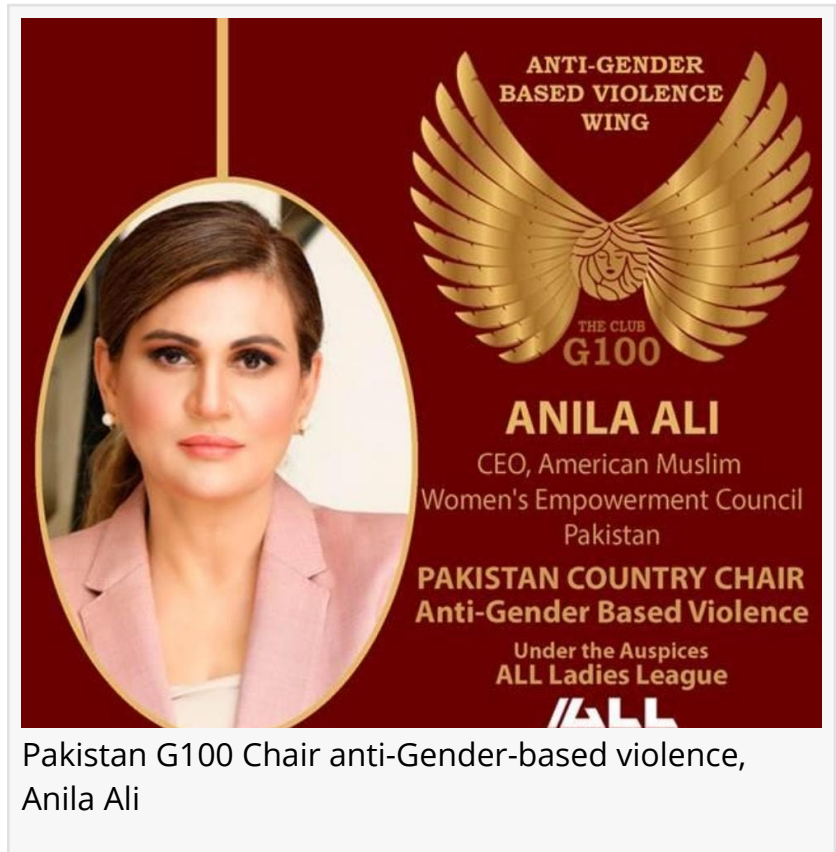 ANTI-GENDER
BASED VIOLENCE
WING
THE CLUB
G100
ANILA ALI
CEO, American Muslim
Women's Empowerment Council
Pakistan
PAKISTAN COUNTRY CHAIR
Anti-Gender Based Violence
Under the Auspices
ALL Ladies League
ALL
Pakistan G100 Chair anti-Gender-based violence,
Anila Ali